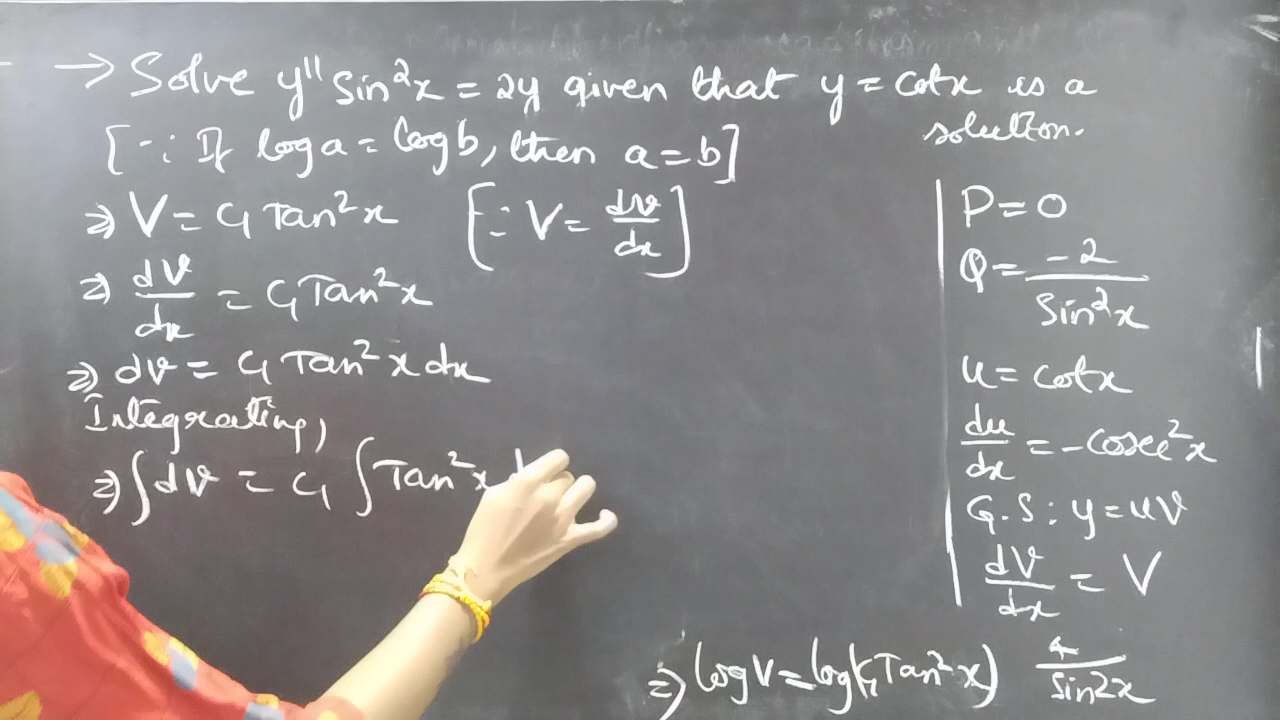 → Solve y'' Sin²x = 2y given that y = cotx is a
solution.
[∵ If log a = log b, then a = b]
⇒ V = C₁ Tan²x [∵ V = dv/dx]
⇒ dv/dx = C₁ Tan²x
⇒ dv = C₁ Tan²x dx
Integrating,
⇒ ∫dv = C₁ ∫Tan²x
P = 0
Q = -2/Sin²x
u = cotx
du/dx = -cosec²x
G.S : y = uv
dv/dx = V
⇒ log V = log(C₁ Tan²x) 4/Sin2x